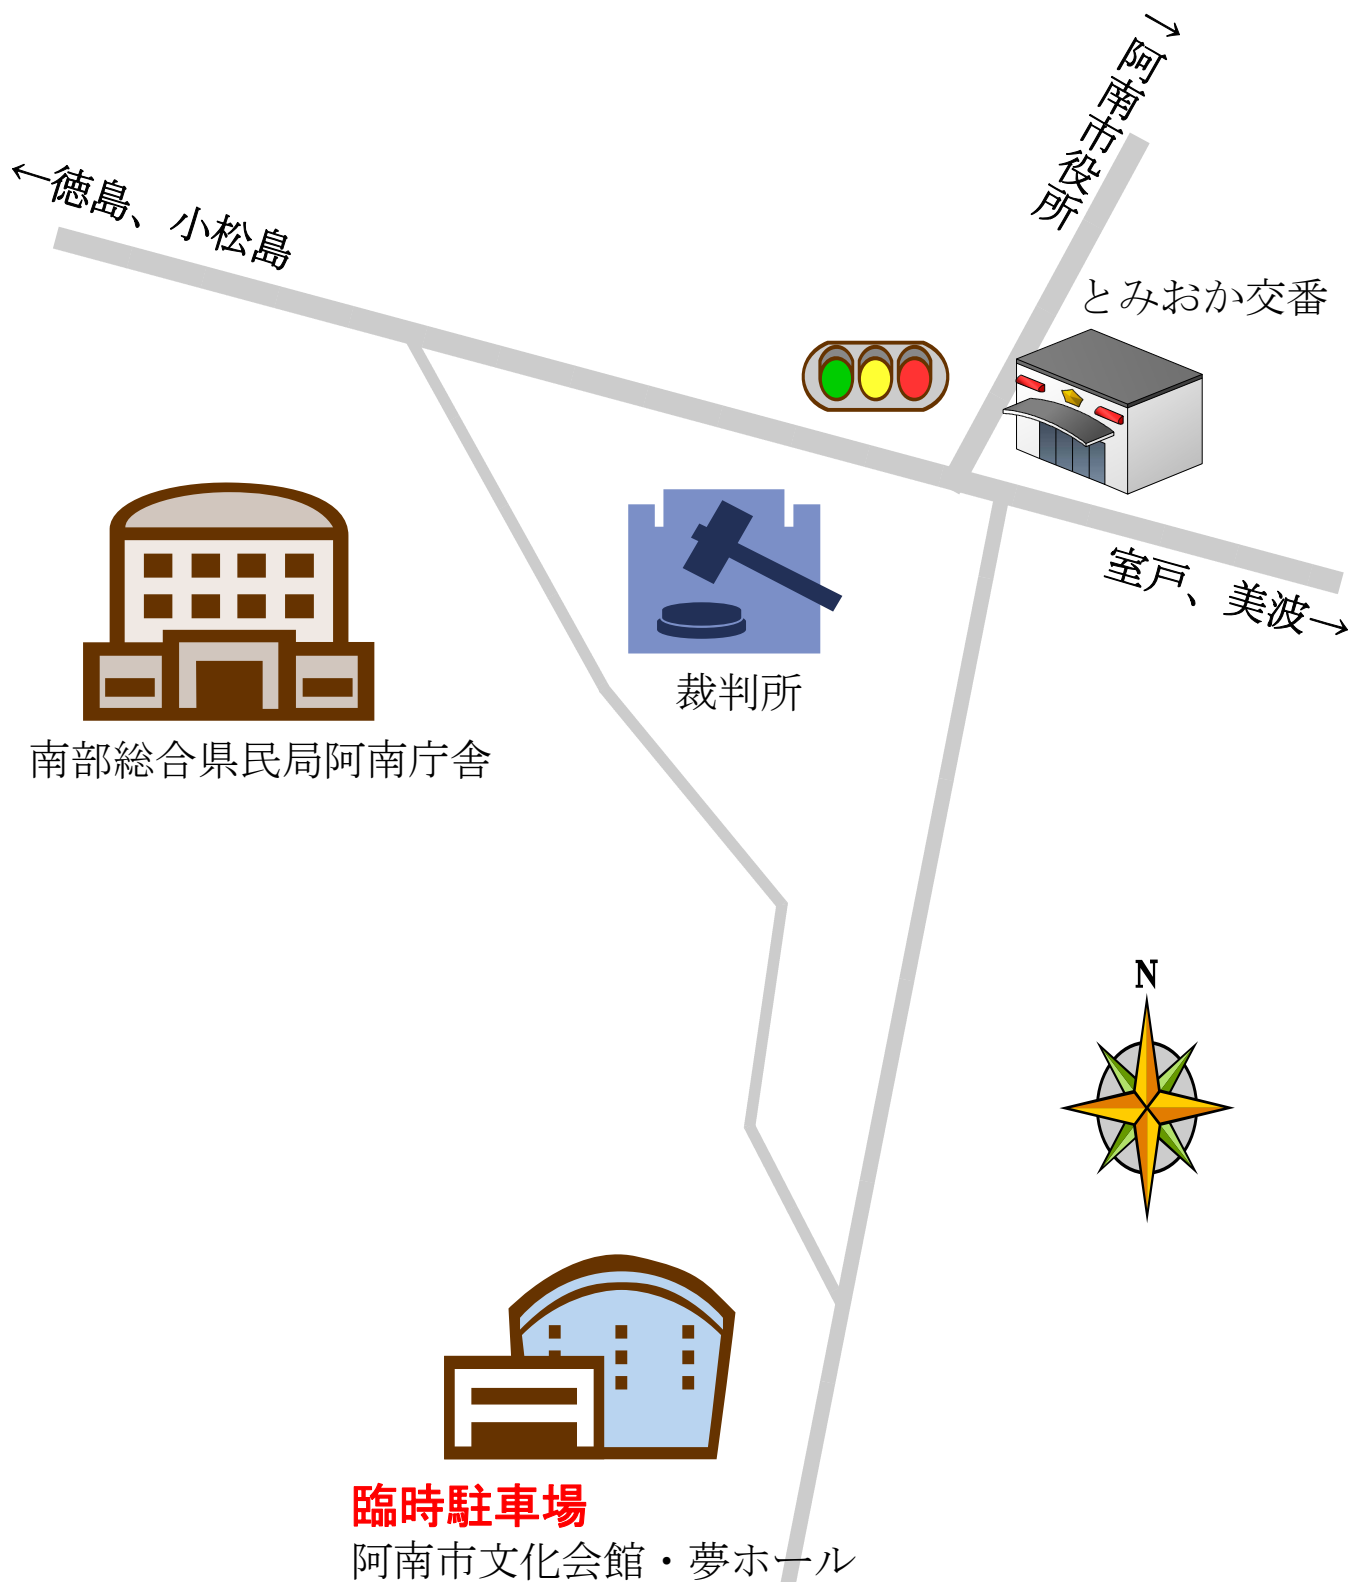 →阿南市役所
←徳島、小松島
とみおか交番
室戸、美波→
裁判所
南部総合県民局阿南庁舎
N
臨時駐車場
阿南市文化会館・夢ホール